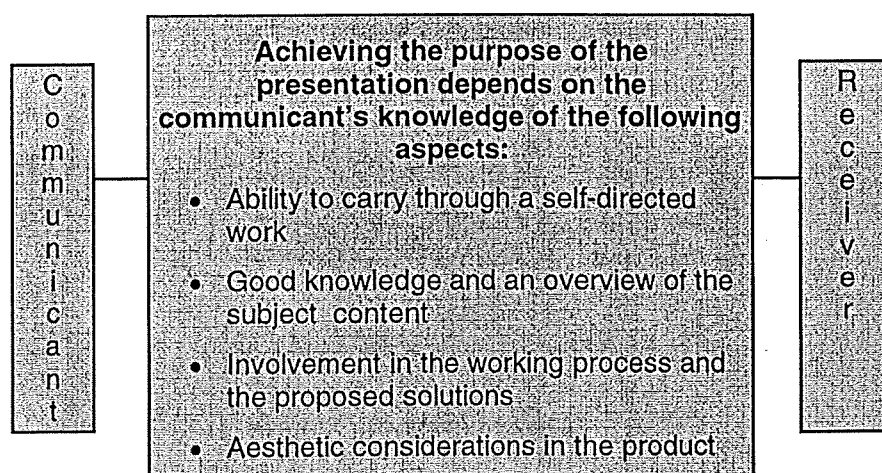 Communicant
Achieving the purpose of the
presentation depends on the
communicant's knowledge of the following
aspects:
• Ability to carry through a self-directed
work
• Good knowledge and an overview of the
subject content
• Involvement in the working process and
the proposed solutions
• Aesthetic considerations in the product
Receiver